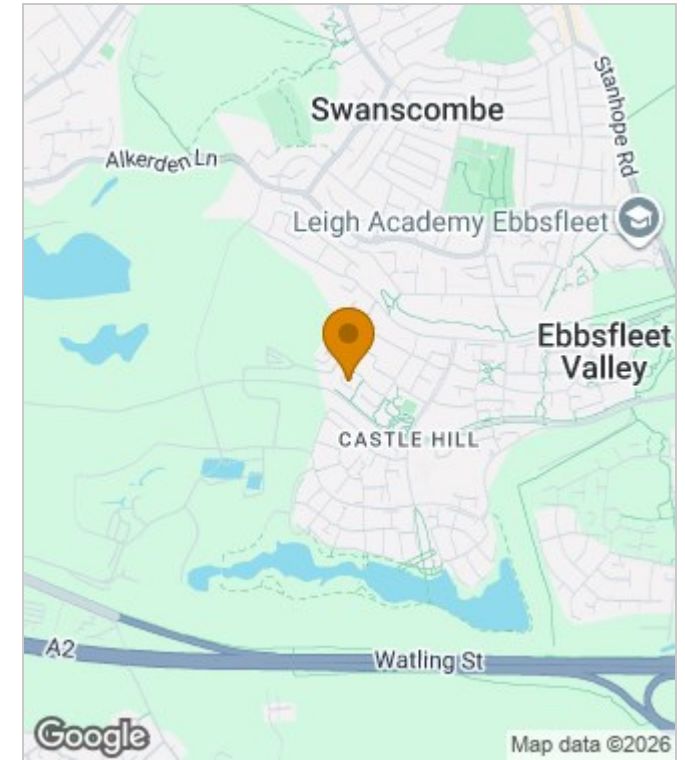 Swanscombe
Stanhope Rd
Alkerden Ln
Leigh Academy Ebbsfleet
Ebbsfleet
Valley
CASTLE HILL
A2
Watling St
Google
Map data ©2026